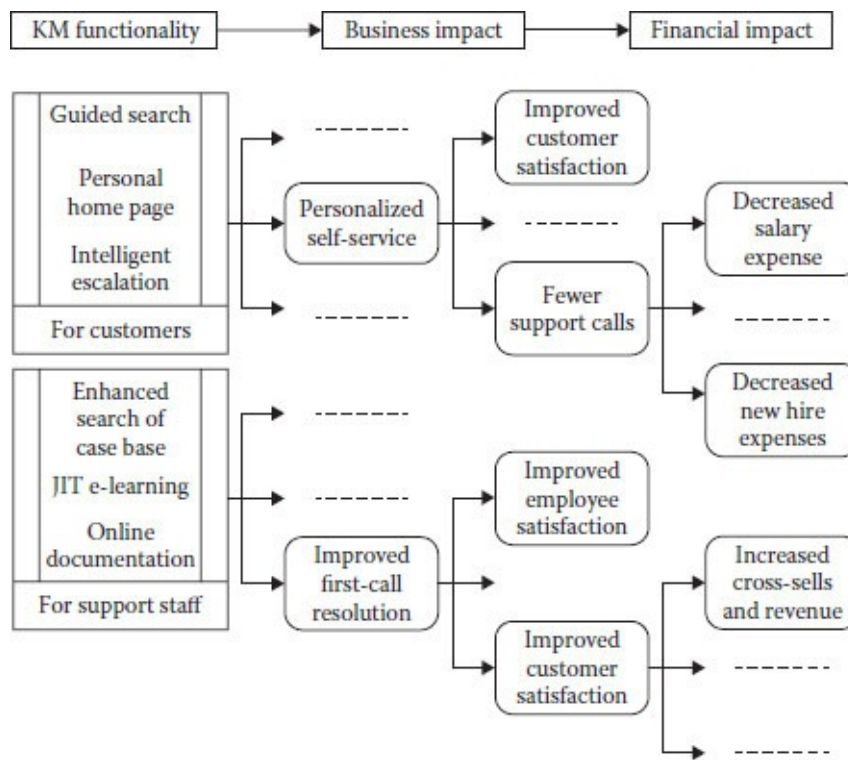 KM functionality
Business impact
Financial impact
Guided search
Personal
home page
Intelligent
escalation
For customers
Personalized
self-service
Improved
customer
satisfaction
Fewer
support calls
Decreased
salary
expense
Decreased
new hire
expenses
Enhanced
search of
case base
JIT e-learning
Online
documentation
For support staff
Improved
first-call
resolution
Improved
employee
satisfaction
Improved
customer
satisfaction
Increased
cross-sells
and revenue